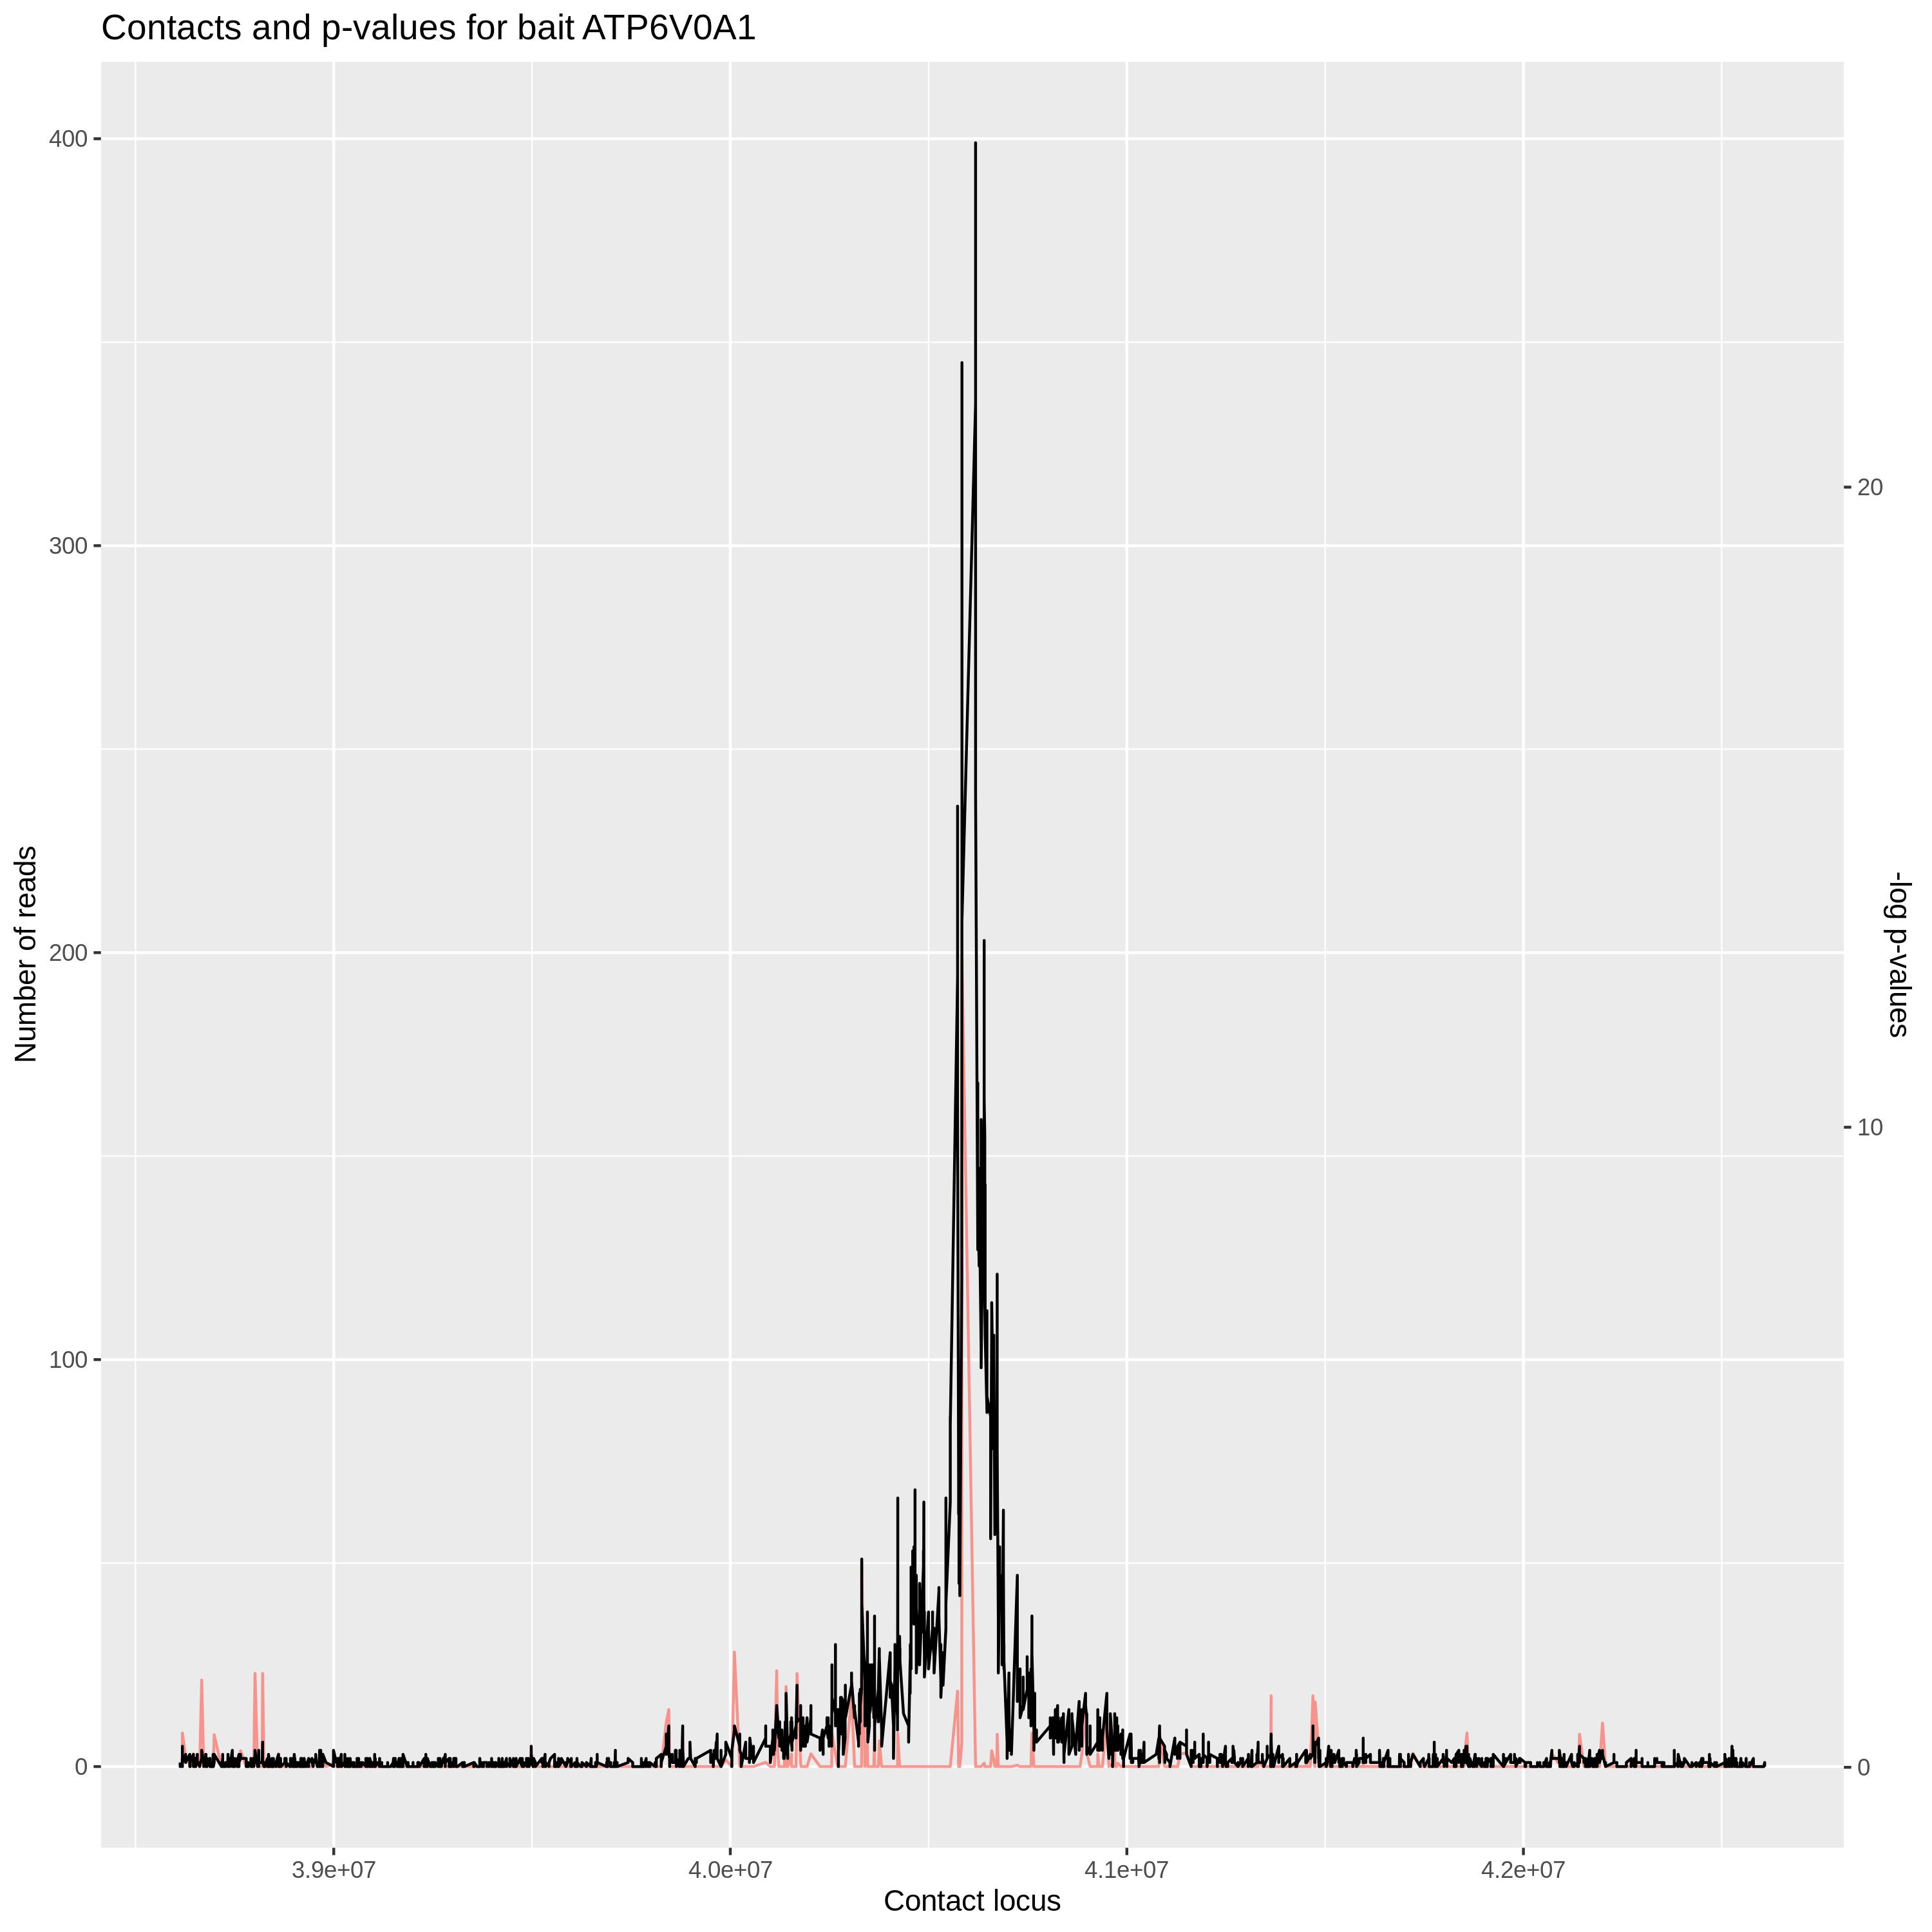 Contacts and p-values for bait ATP6V0A1
400
300
200
100
0
Number of reads
20
10
0
-log p-values
3.9e+07
4.0e+07
4.1e+07
4.2e+07
Contact locus